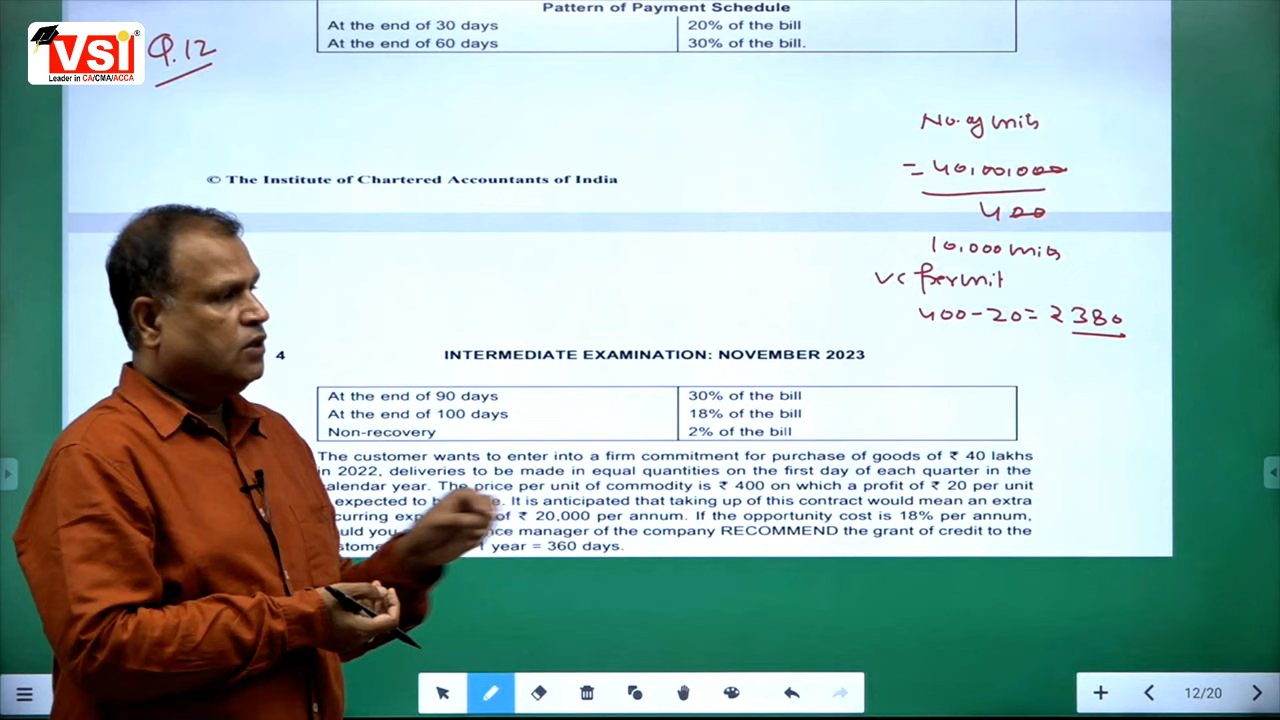 VSi
Leader in CA/CMA/ACCA
Q.12
Pattern of Payment Schedule
At the end of 30 days 20% of the bill
At the end of 60 days 30% of the bill.
No. of units
= 40,00,000
400
10,000 units
VC Per unit
400-20= ₹ 380
© The Institute of Chartered Accountants of India
4 INTERMEDIATE EXAMINATION: NOVEMBER 2023
At the end of 90 days 30% of the bill
At the end of 100 days 18% of the bill
Non-recovery 2% of the bill
The customer wants to enter into a firm commitment for purchase of goods of ₹ 40 lakhs
in 2022, deliveries to be made in equal quantities on the first day of each quarter in the
calendar year. The price per unit of commodity is ₹ 400 on which a profit of ₹ 20 per unit
expected to b e. It is anticipated that taking up of this contract would mean an extra
curring exp of ₹ 20,000 per annum. If the opportunity cost is 18% per annum,
ould you nce manager of the company RECOMMEND the grant of credit to the
stome 1 year = 360 days.
12/20